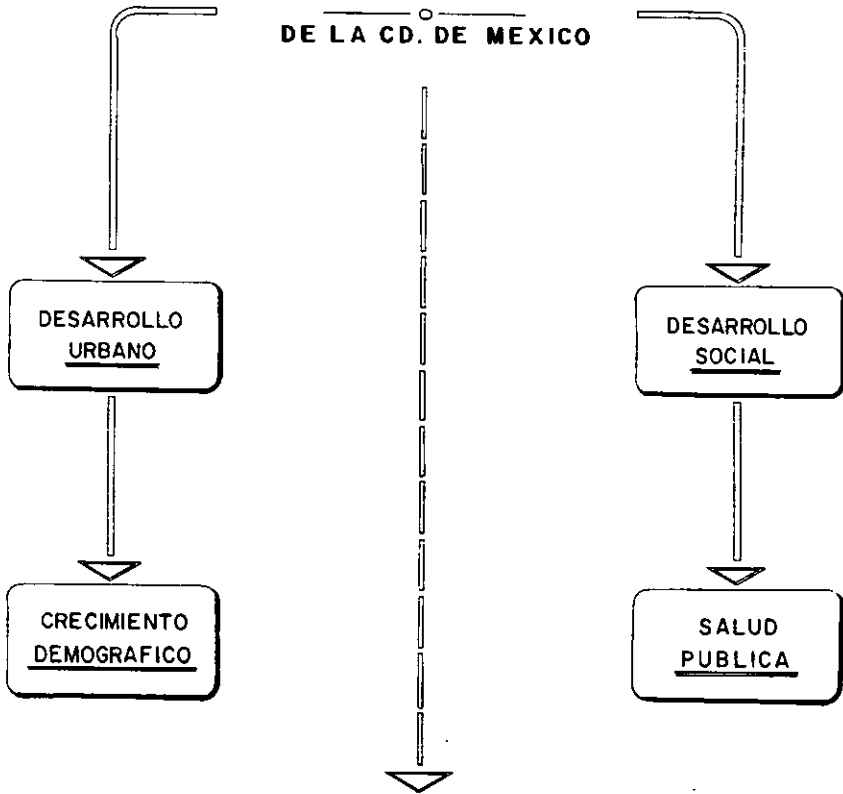 DE LA CD. DE MEXICO
DESARROLLO
URBANO
DESARROLLO
SOCIAL
CRECIMIENTO
DEMOGRAFICO
SALUD
PUBLICA